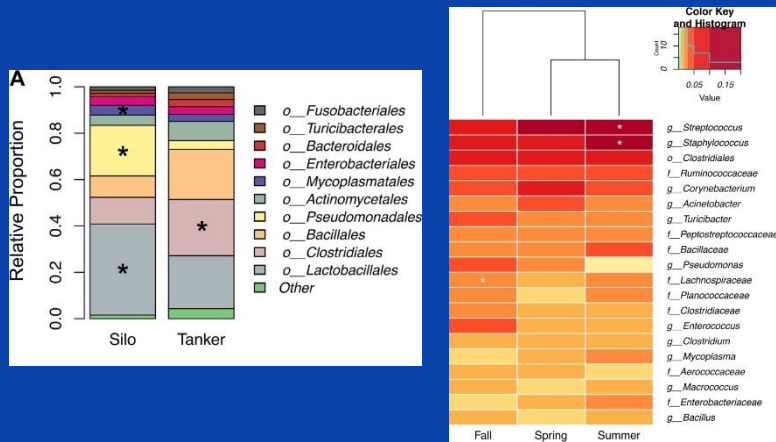 A
Relative Proportion
1.0
0.8
0.6
0.4
0.2
0.0
*
*
*
*
Silo
Tanker
o__Fusobacteriales
o__Turicibacterales
o__Bacteroidales
o__Enterobacteriales
o__Mycoplasmatales
o__Actinomycetales
o__Pseudomonadales
o__Bacillales
o__Clostridiales
o__Lactobacillales
Other
Color Key
and Histogram
Count
0 10
0.05 0.15
Value
*
*
*
g__Streptococcus
g__Staphylococcus
o__Clostridiales
f__Ruminococcaceae
g__Corynebacterium
g__Acinetobacter
g__Turicibacter
f__Peptostreptococcaceae
f__Bacillaceae
g__Pseudomonas
f__Lachnospiraceae
f__Planococcaceae
f__Clostridiaceae
g__Enterococcus
g__Clostridium
g__Mycoplasma
f__Aerococcaceae
g__Macrococcus
f__Enterobacteriaceae
g__Bacillus
Fall
Spring
Summer